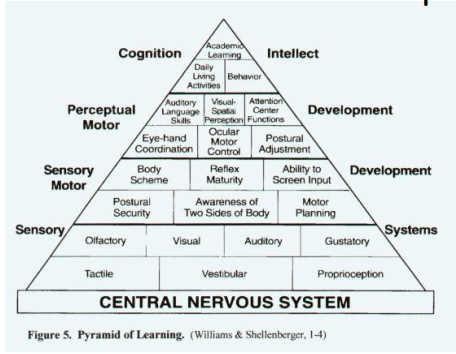 Academic
Learning
Cognition Intellect
Daily
Living
Activities
Behavior
Auditory
Language
Skills
Visual-
Spatial
Perception
Attention
Center
Functions
Perceptual
Motor
Development
Eye-hand
Coordination
Ocular
Motor
Control
Postural
Adjustment
Sensory
Motor
Development
Body
Scheme
Reflex
Maturity
Ability to
Screen Input
Postural
Security
Awareness of
Two Sides of Body
Motor
Planning
Sensory Systems
Olfactory Visual Auditory Gustatory
Tactile Vestibular Proprioception
CENTRAL NERVOUS SYSTEM
Figure 5. Pyramid of Learning. (Williams & Shellenberger, 1-4)